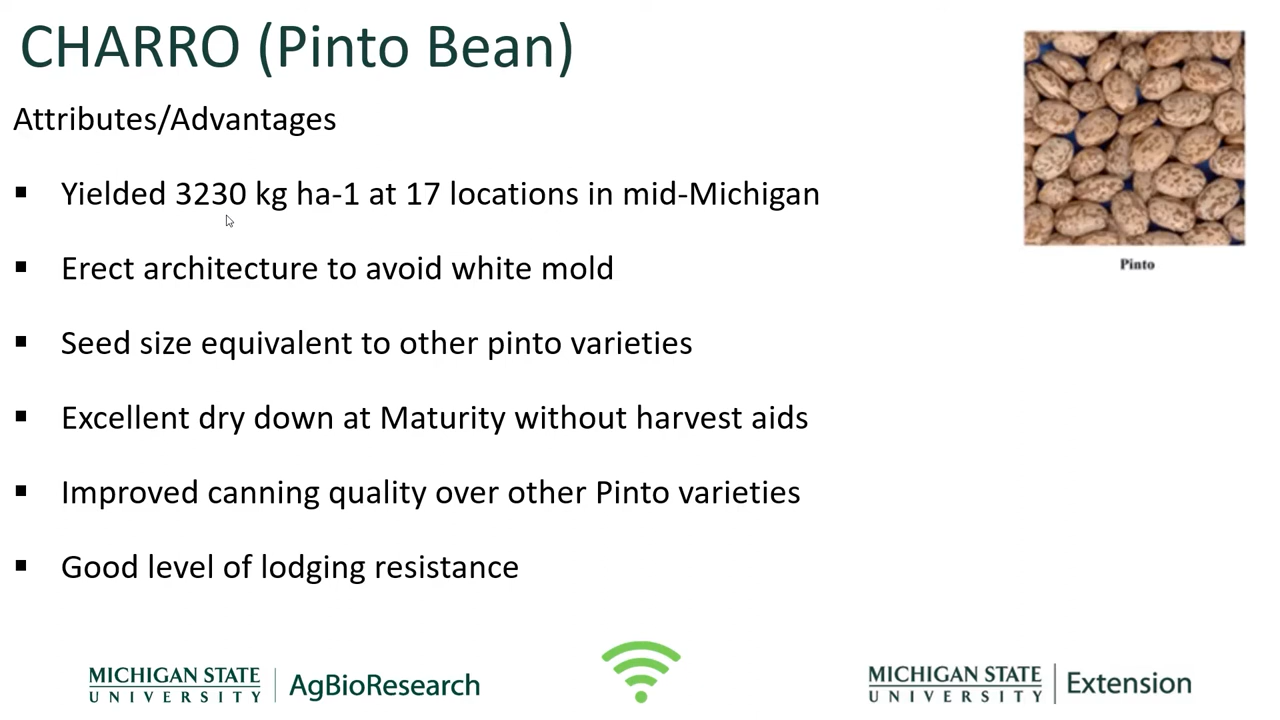 CHARRO (Pinto Bean)
Attributes/Advantages
▪ Yielded 3230 kg ha-1 at 17 locations in mid-Michigan
▪ Erect architecture to avoid white mold
▪ Seed size equivalent to other pinto varieties
▪ Excellent dry down at Maturity without harvest aids
▪ Improved canning quality over other Pinto varieties
▪ Good level of lodging resistance
Pinto
MICHIGAN STATE
UNIVERSITY
AgBioResearch
MICHIGAN STATE
UNIVERSITY
Extension